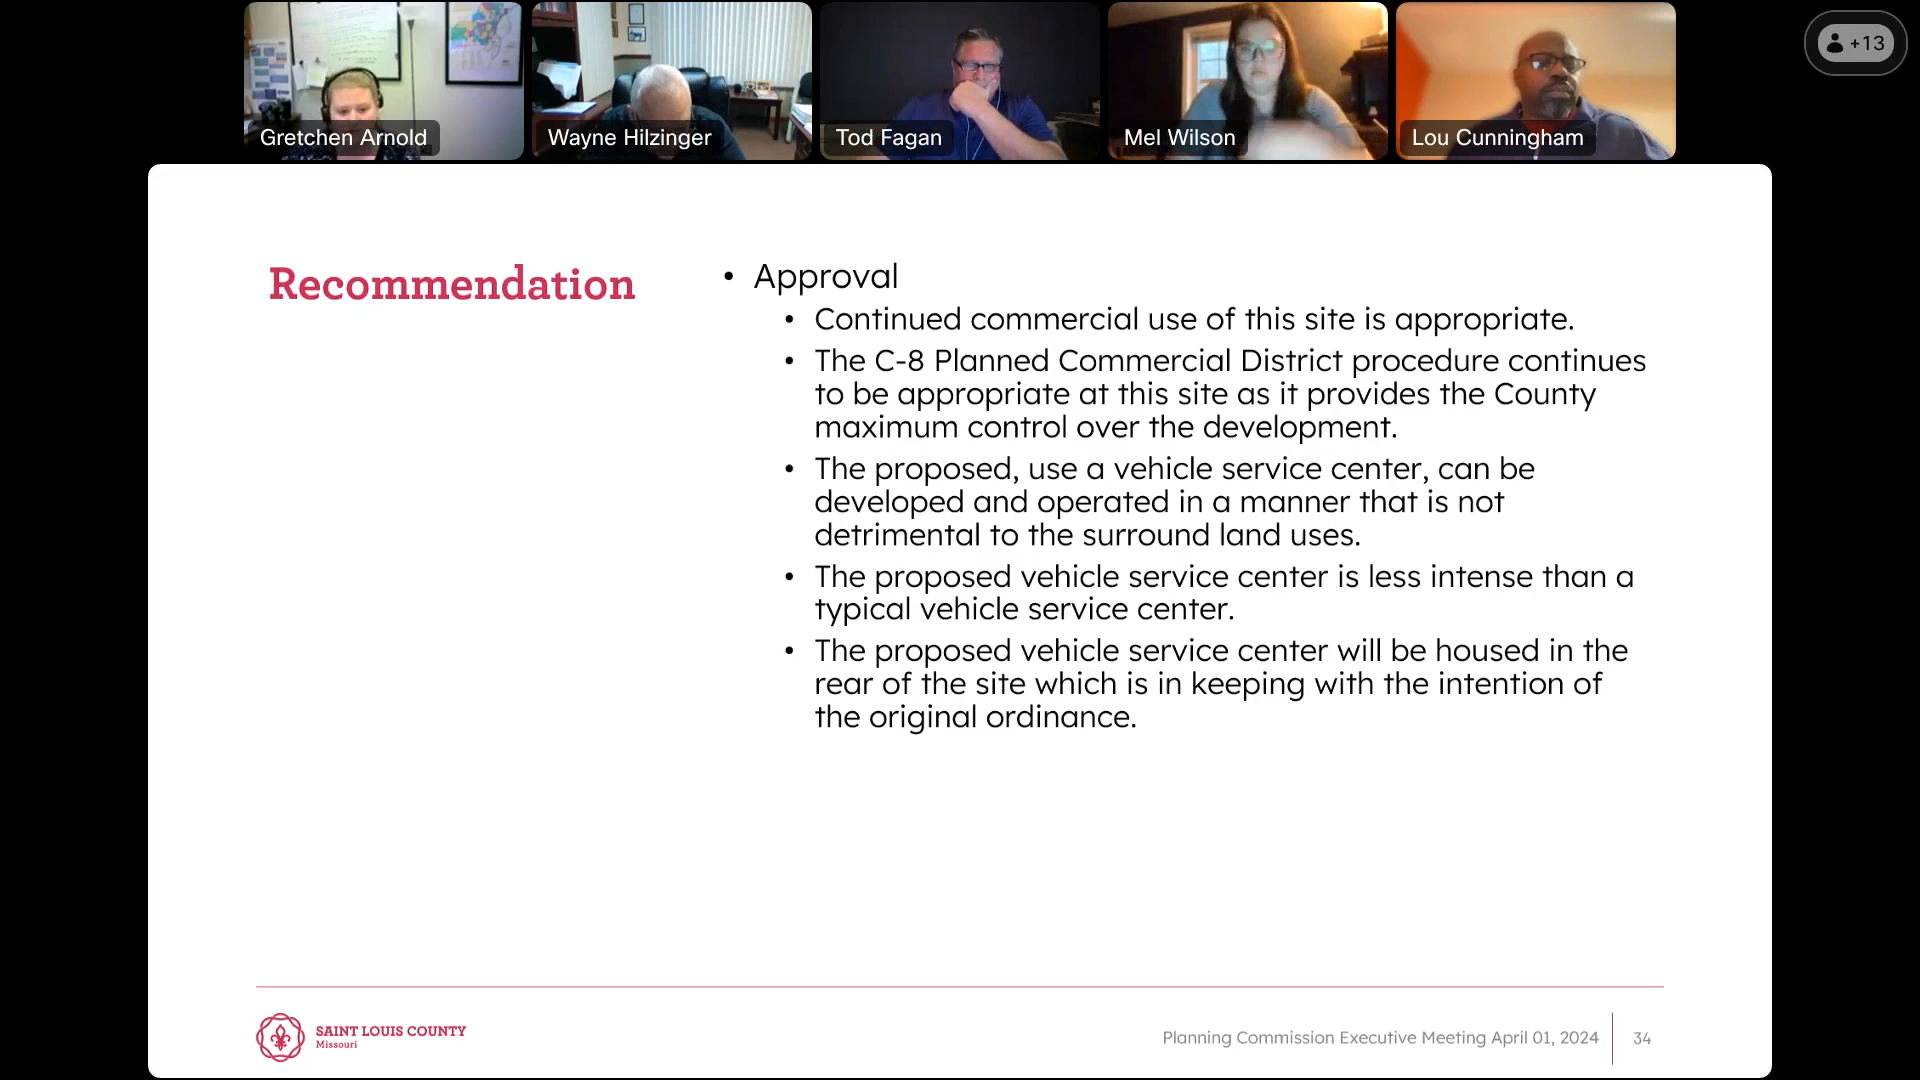 +13
Gretchen Arnold
Wayne Hilzinger
Tod Fagan
Mel Wilson
Lou Cunningham
Recommendation
• Approval
• Continued commercial use of this site is appropriate.
• The C-8 Planned Commercial District procedure continues
to be appropriate at this site as it provides the County
maximum control over the development.
• The proposed, use a vehicle service center, can be
developed and operated in a manner that is not
detrimental to the surround land uses.
• The proposed vehicle service center is less intense than a
typical vehicle service center.
• The proposed vehicle service center will be housed in the
rear of the site which is in keeping with the intention of
the original ordinance.
SAINT LOUIS COUNTY
Missouri
Planning Commission Executive Meeting April 01, 2024
34